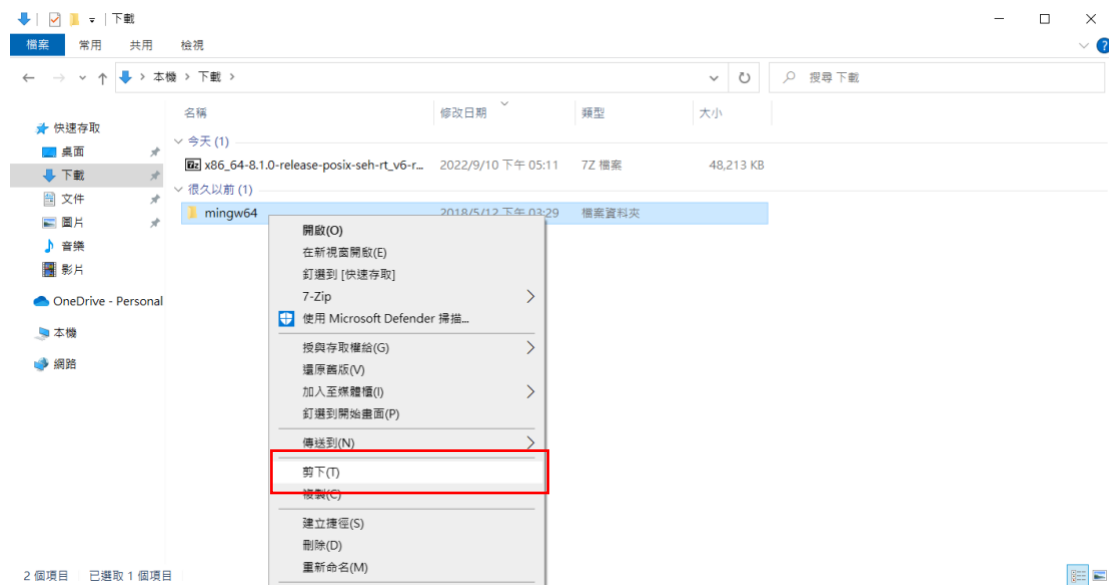 下載
檔案 常用 共用 檢視
本機 下載 搜尋 下載
名稱 修改日期 類型 大小
快速存取
桌面
下載
文件
圖片
音樂
影片
OneDrive - Personal
本機
網路
今天 (1)
x86_64-8.1.0-release-posix-seh-rt_v6-r... 2022/9/10 下午 05:11 7Z 檔案 48,213 KB
很久以前 (1)
mingw64 2018/5/12 下午 03:29 檔案資料夾
開啟(O)
在新視窗開啟(E)
釘選到 [快速存取]
7-Zip
使用 Microsoft Defender 掃描...
授與存取權給(G)
還原舊版(V)
加入至媒體櫃(I)
釘選到開始畫面(P)
傳送到(N)
剪下(T)
複製(C)
建立捷徑(S)
刪除(D)
重新命名(M)
2 個項目 已選取 1 個項目